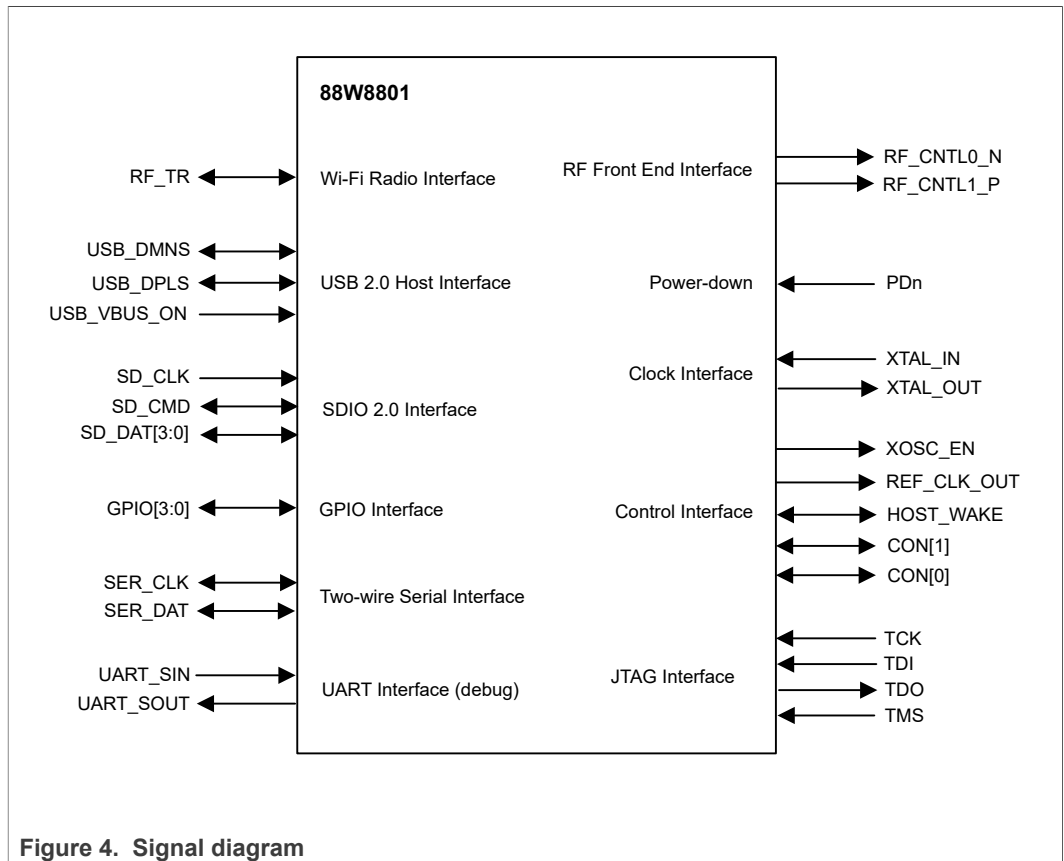 88W8801
RF_TR
Wi-Fi Radio Interface
USB_DMNS
USB_DPLS
USB_VBUS_ON
USB 2.0 Host Interface
SD_CLK
SD_CMD
SD_DAT[3:0]
SDIO 2.0 Interface
GPIO[3:0]
GPIO Interface
SER_CLK
SER_DAT
Two-wire Serial Interface
UART_SIN
UART_SOUT
UART Interface (debug)
RF Front End Interface
RF_CNTL0_N
RF_CNTL1_P
Power-down
PDn
Clock Interface
XTAL_IN
XTAL_OUT
Control Interface
XOSC_EN
REF_CLK_OUT
HOST_WAKE
CON[1]
CON[0]
JTAG Interface
TCK
TDI
TDO
TMS
Figure 4. Signal diagram